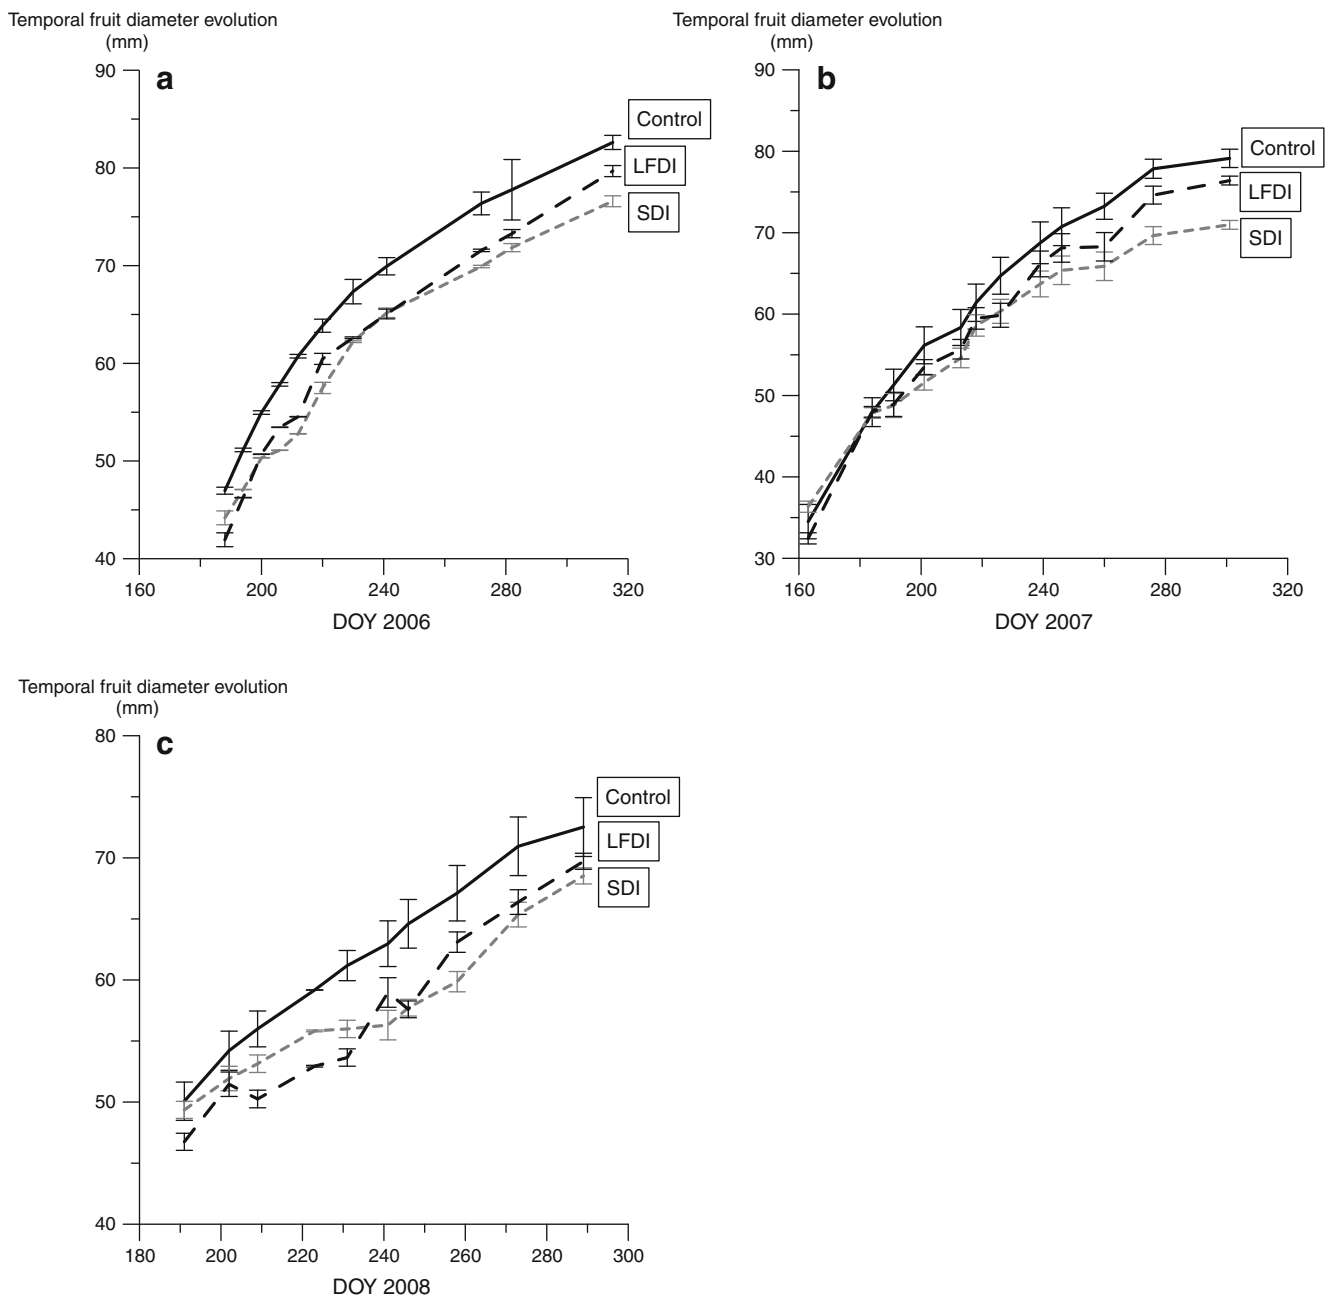 Temporal fruit diameter evolution
(mm)
a
90
80
70
60
50
40
160 200 240 280 320
DOY 2006
Control
LFDI
SDI
Temporal fruit diameter evolution
(mm)
b
90
80
70
60
50
40
30
160 200 240 280 320
DOY 2007
Control
LFDI
SDI
Temporal fruit diameter evolution
(mm)
c
80
70
60
50
40
180 200 220 240 260 280 300
DOY 2008
Control
LFDI
SDI